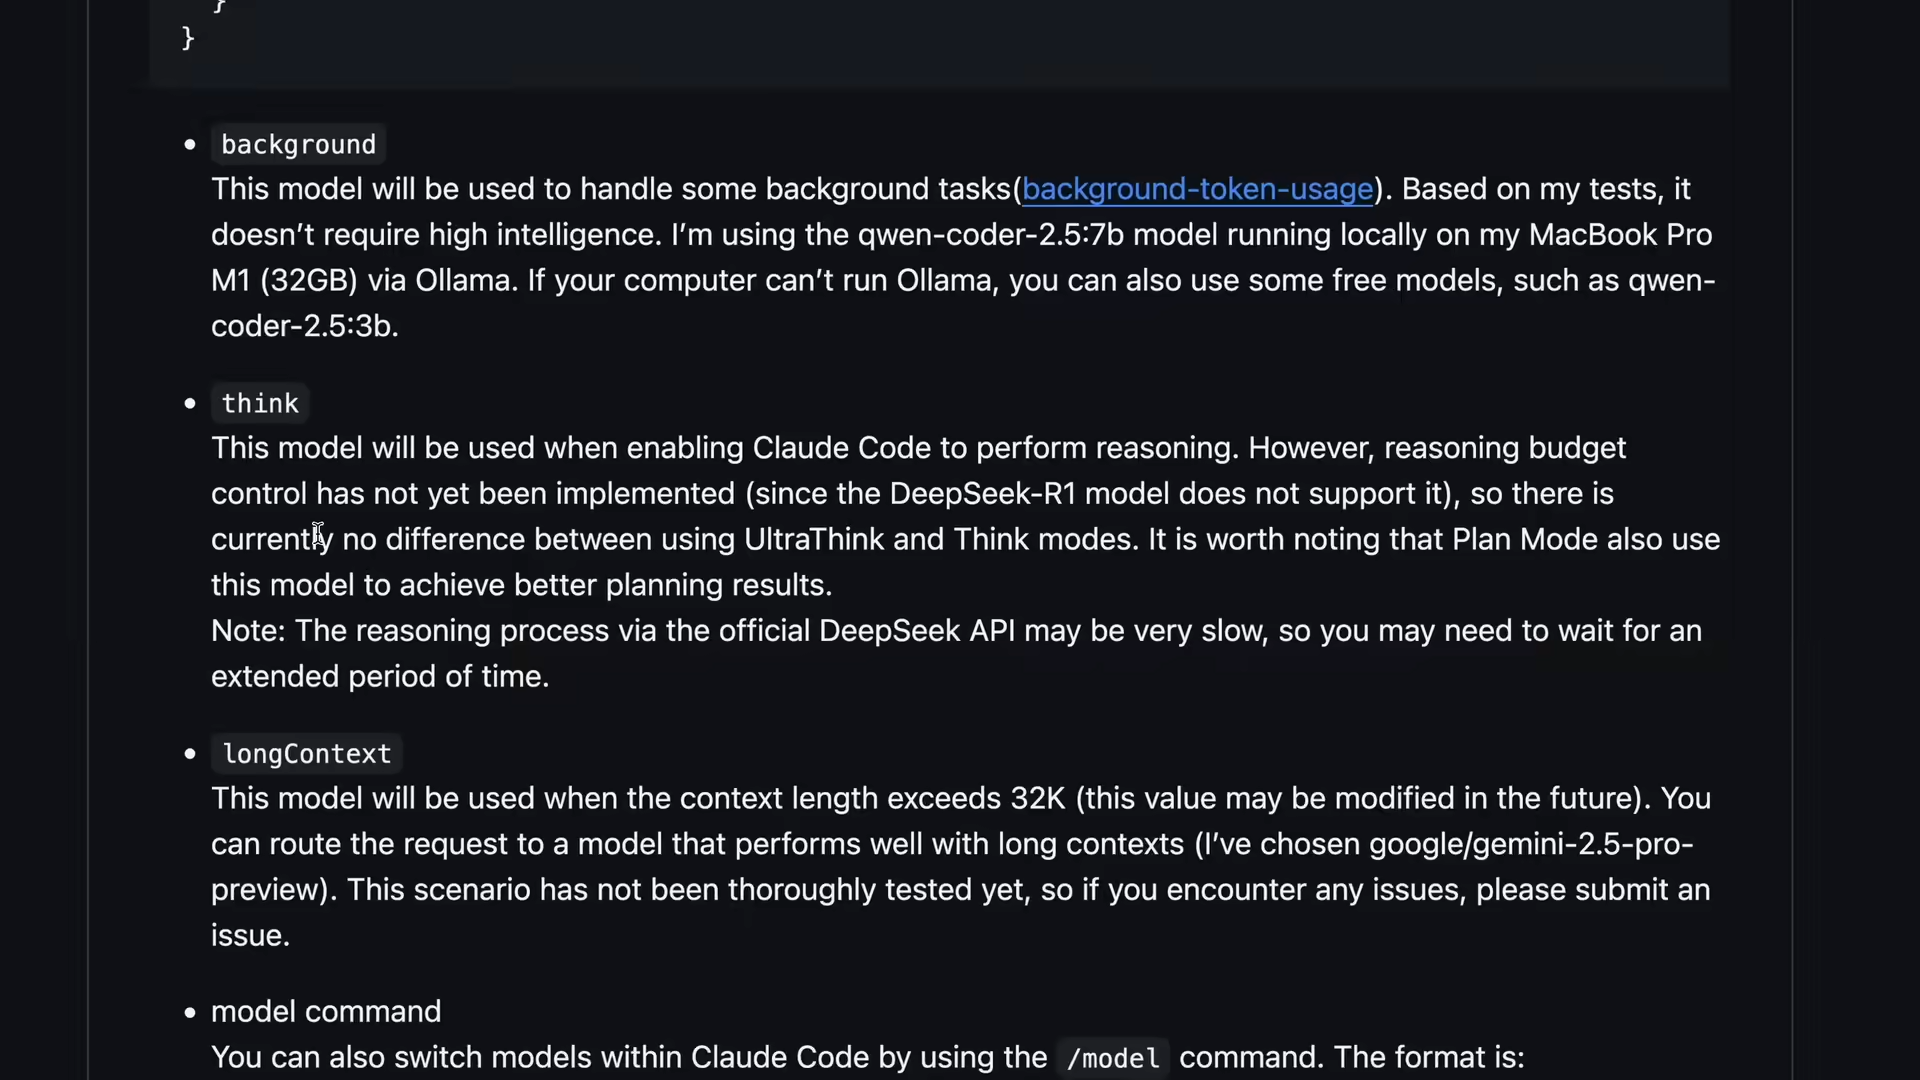 }
}
background
This model will be used to handle some background tasks(background-token-usage). Based on my tests, it
doesn’t require high intelligence. I’m using the qwen-coder-2.5:7b model running locally on my MacBook Pro
M1 (32GB) via Ollama. If your computer can’t run Ollama, you can also use some free models, such as qwen-
coder-2.5:3b.
think
This model will be used when enabling Claude Code to perform reasoning. However, reasoning budget
control has not yet been implemented (since the DeepSeek-R1 model does not support it), so there is
currently no difference between using UltraThink and Think modes. It is worth noting that Plan Mode also use
this model to achieve better planning results.
Note: The reasoning process via the official DeepSeek API may be very slow, so you may need to wait for an
extended period of time.
longContext
This model will be used when the context length exceeds 32K (this value may be modified in the future). You
can route the request to a model that performs well with long contexts (I’ve chosen google/gemini-2.5-pro-
preview). This scenario has not been thoroughly tested yet, so if you encounter any issues, please submit an
issue.
model command
You can also switch models within Claude Code by using the /model command. The format is: